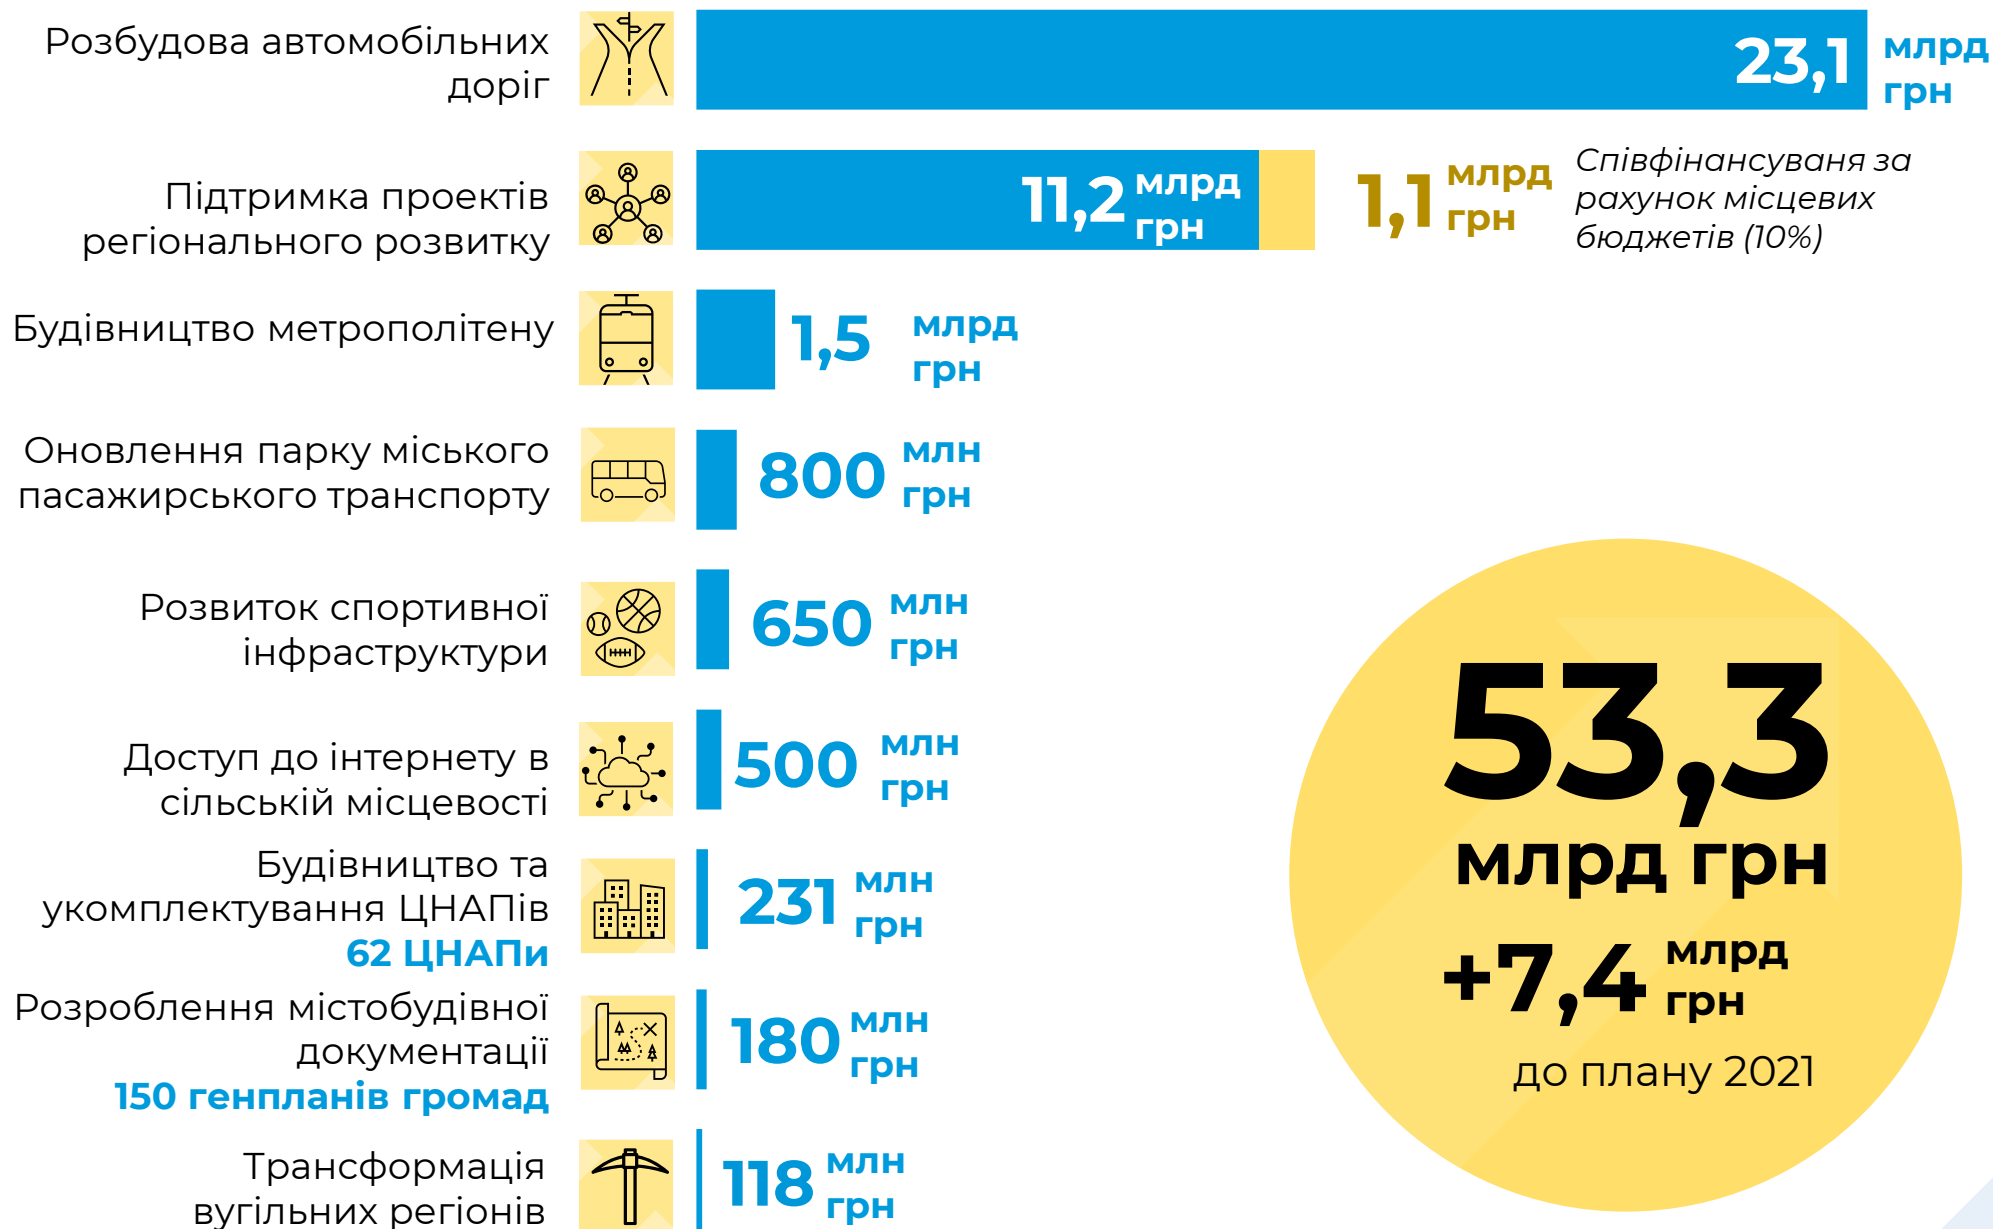 Розбудова автомобільних
доріг
23,1 млрд
грн
Підтримка проектів
регіонального розвитку
11,2 млрд
грн
1,1 млрд
грн
Співфінансуваня за
рахунок місцевих
бюджетів (10%)
Будівництво метрополітену
1,5 млрд
грн
Оновлення парку міського
пасажирського транспорту
800 млн
грн
Розвиток спортивної
інфраструктури
650 млн
грн
Доступ до інтернету в
сільській місцевості
500 млн
грн
Будівництво та
укомплектування ЦНАПів
62 ЦНАПи
231 млн
грн
Розроблення містобудівної
документації
150 генпланів громад
180 млн
грн
Трансформація
вугільних регіонів
118 млн
грн
53,3
млрд грн
+7,4 млрд
грн
до плану 2021